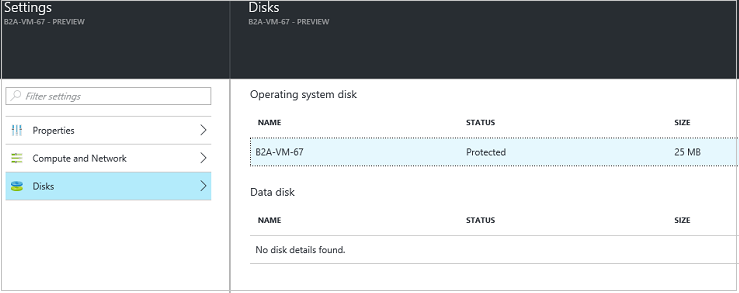 Settings
B2A-VM-67 - PREVIEW
Filter settings
Properties
Compute and Network
Disks
Disks
B2A-VM-67 - PREVIEW
Operating system disk
NAME STATUS SIZE
B2A-VM-67 Protected 25 MB
Data disk
NAME STATUS SIZE
No disk details found.